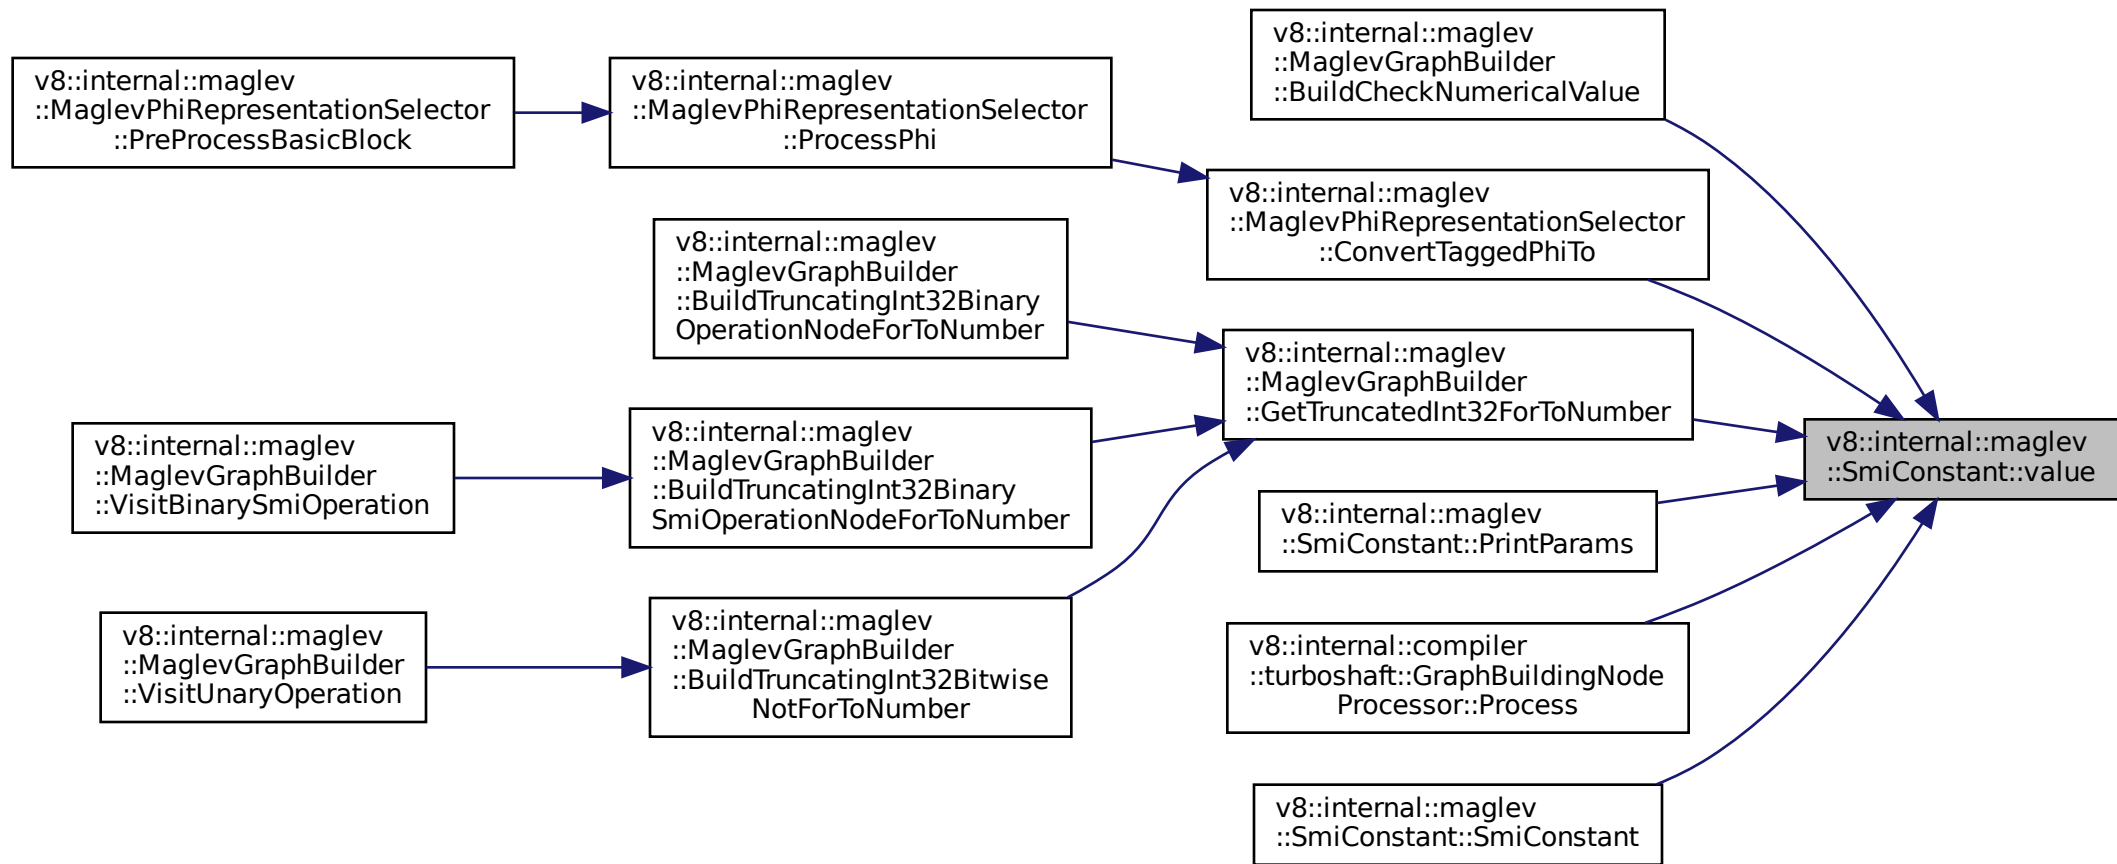 v8::internal::maglev
::MaglevPhiRepresentationSelector
::PreProcessBasicBlock
v8::internal::maglev
::MaglevPhiRepresentationSelector
::ProcessPhi
v8::internal::maglev
::MaglevGraphBuilder
::BuildCheckNumericalValue
v8::internal::maglev
::MaglevPhiRepresentationSelector
::ConvertTaggedPhiTo
v8::internal::maglev
::MaglevGraphBuilder
::BuildTruncatingInt32Binary
OperationNodeForToNumber
v8::internal::maglev
::MaglevGraphBuilder
::GetTruncatedInt32ForToNumber
v8::internal::maglev
::SmiConstant::value
v8::internal::maglev
::MaglevGraphBuilder
::VisitBinarySmiOperation
v8::internal::maglev
::MaglevGraphBuilder
::BuildTruncatingInt32Binary
SmiOperationNodeForToNumber
v8::internal::maglev
::SmiConstant::PrintParams
v8::internal::maglev
::MaglevGraphBuilder
::VisitUnaryOperation
v8::internal::maglev
::MaglevGraphBuilder
::BuildTruncatingInt32Bitwise
NotForToNumber
v8::internal::compiler
::turboshaft::GraphBuildingNode
Processor::Process
v8::internal::maglev
::SmiConstant::SmiConstant